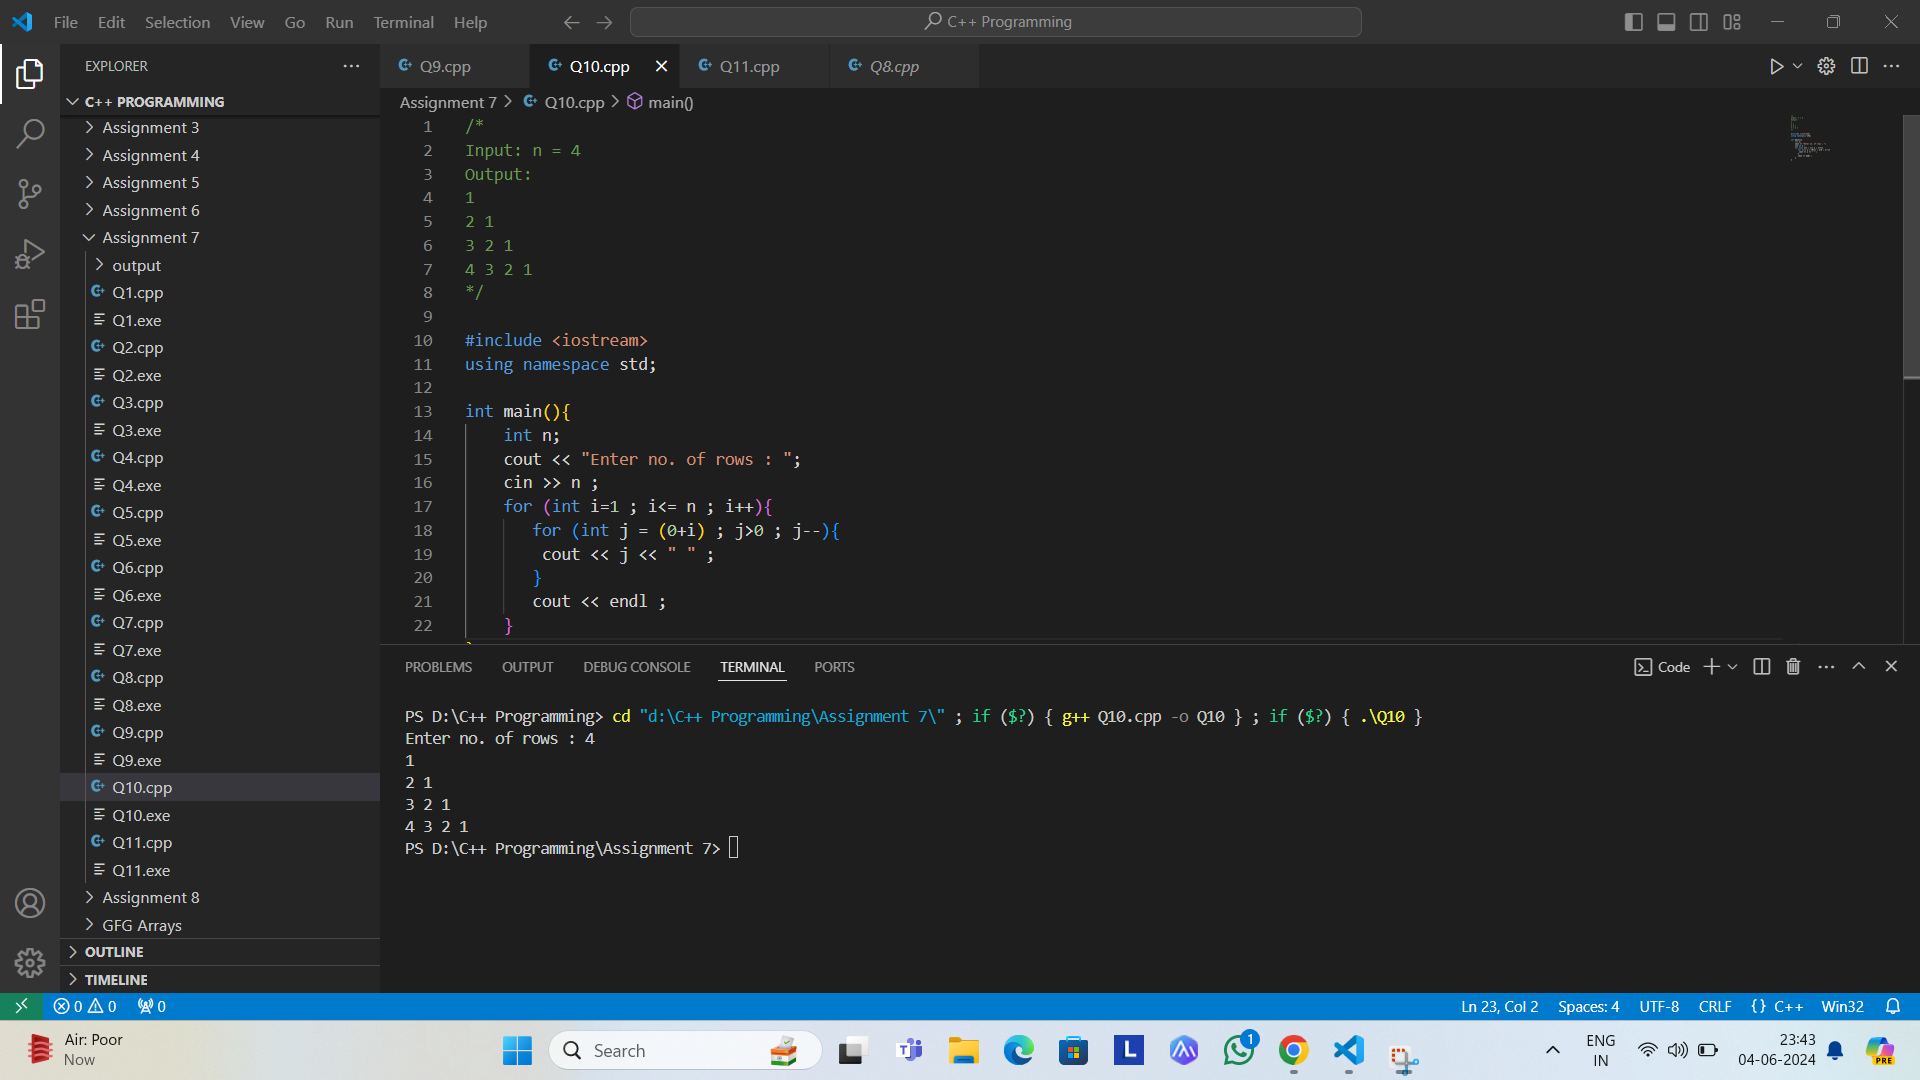 File Edit Selection View Go Run Terminal Help
C++ Programming
EXPLORER
C++ PROGRAMMING
Assignment 3
Assignment 4
Assignment 5
Assignment 6
Assignment 7
output
Q1.cpp
Q1.exe
Q2.cpp
Q2.exe
Q3.cpp
Q3.exe
Q4.cpp
Q4.exe
Q5.cpp
Q5.exe
Q6.cpp
Q6.exe
Q7.cpp
Q7.exe
Q8.cpp
Q8.exe
Q9.cpp
Q9.exe
Q10.cpp
Q10.exe
Q11.cpp
Q11.exe
Assignment 8
GFG Arrays
OUTLINE
TIMELINE
Q9.cpp Q10.cpp Q11.cpp Q8.cpp
Assignment 7 > Q10.cpp > main()
1 /*
2 Input: n = 4
3 Output:
4 1
5 2 1
6 3 2 1
7 4 3 2 1
8 */
9
10 #include <iostream>
11 using namespace std;
12
13 int main(){
14 int n;
15 cout << "Enter no. of rows : ";
16 cin >> n ;
17 for (int i=1 ; i<= n ; i++){
18 for (int j = (0+i) ; j>0 ; j--){
19 cout << j << " " ;
20 }
21 cout << endl ;
22 }
PROBLEMS OUTPUT DEBUG CONSOLE TERMINAL PORTS
Code
PS D:\C++ Programming> cd "d:\C++ Programming\Assignment 7\" ; if ($?) { g++ Q10.cpp -o Q10 } ; if ($?) { .\Q10 }
Enter no. of rows : 4
1
2 1
3 2 1
4 3 2 1
PS D:\C++ Programming\Assignment 7>
0 0 0
Ln 23, Col 2 Spaces: 4 UTF-8 CRLF {} C++ Win32
Air: Poor
Now
Search
L
1
ENG
IN
23:43
04-06-2024
PRE